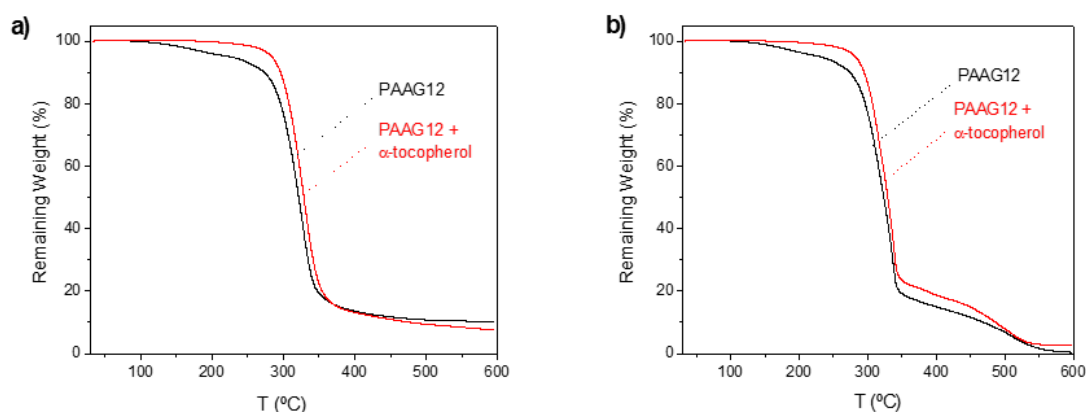 a)
100
80
60
40
20
0
Remaining Weight (%)
PAAG12
PAAG12 +
α-tocopherol
100
200
300
400
500
600
T (ºC)
b)
100
80
60
40
20
0
Remaining Weight (%)
PAAG12
PAAG12 +
α-tocopherol
100
200
300
400
500
600
T (ºC)